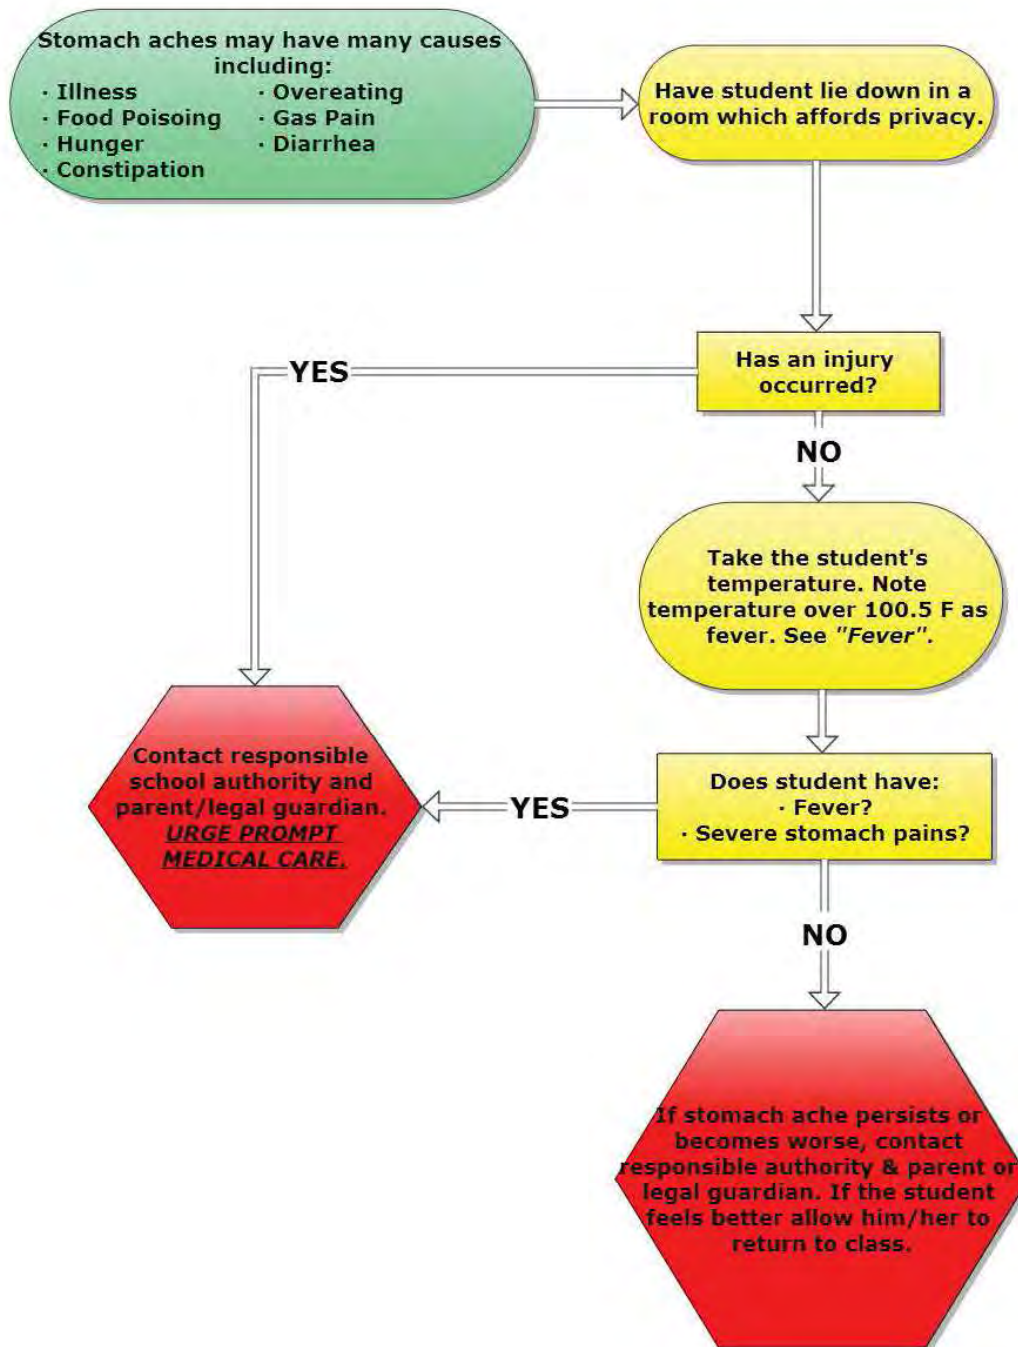 Stomach aches may have many causes
including:
· Illness
· Food Poisoing
· Hunger
· Constipation
· Overeating
· Gas Pain
· Diarrhea
Have student lie down in a
room which affords privacy.
Has an injury
occurred?
YES
NO
Take the student's
temperature. Note
temperature over 100.5 F as
fever. See "Fever".
Contact responsible
school authority and
parent/legal guardian.
URGE PROMPT
MEDICAL CARE.
YES
Does student have:
· Fever?
· Severe stomach pains?
NO
If stomach ache persists or
becomes worse, contact
responsible authority & parent or
legal guardian. If the student
feels better allow him/her to
return to class.